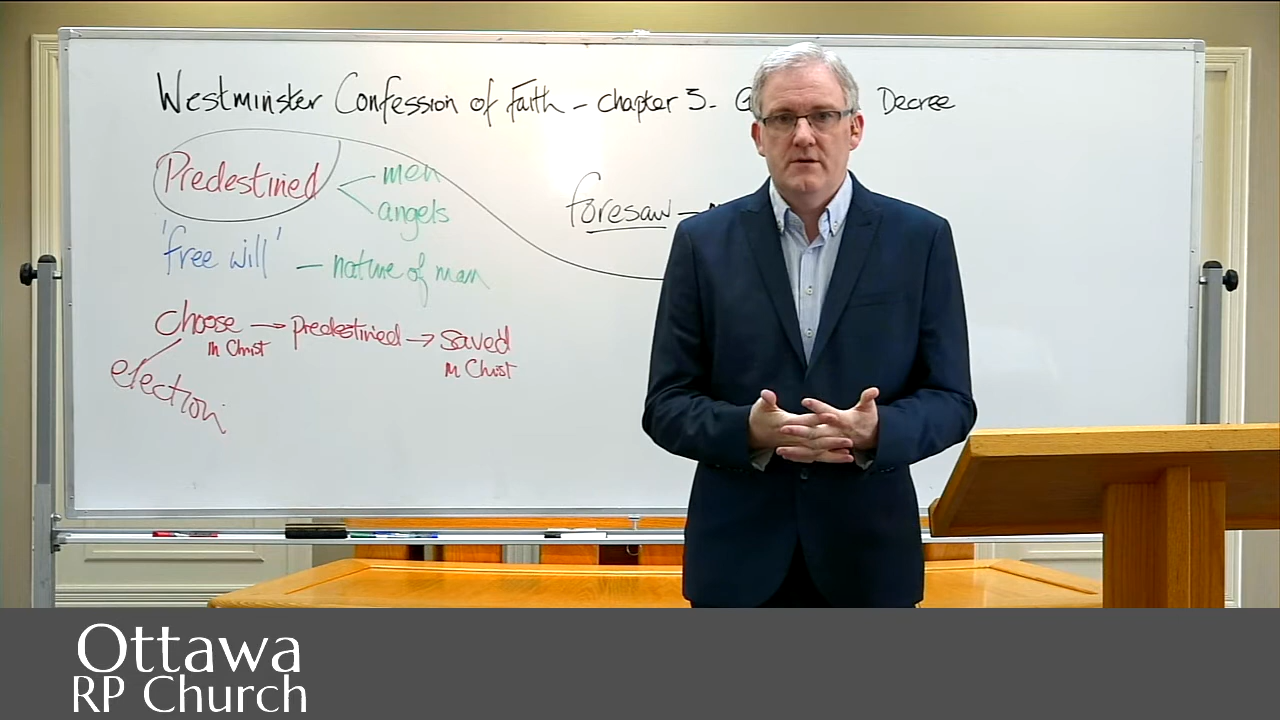 Westminster Confession of Faith - chapter 3 - G Decree
Predestined
men
angels
foresaw -
'free will' - nature of man
choose → predestined → saved
in Christ
in Christ
election
Ottawa
RP Church